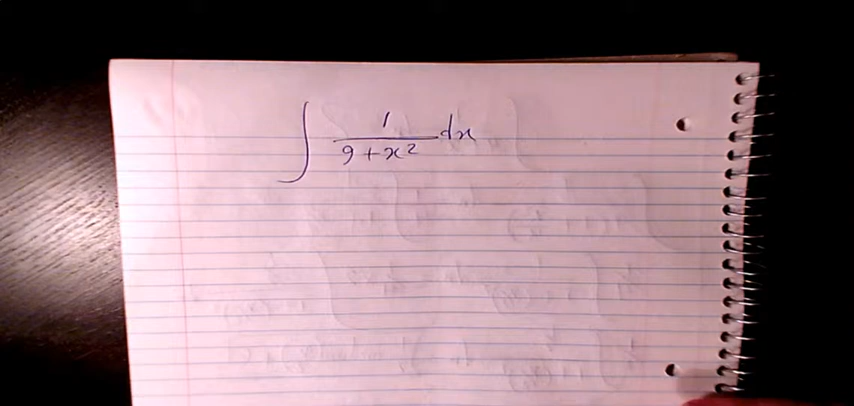 ∫ 1/(9+x²) dx